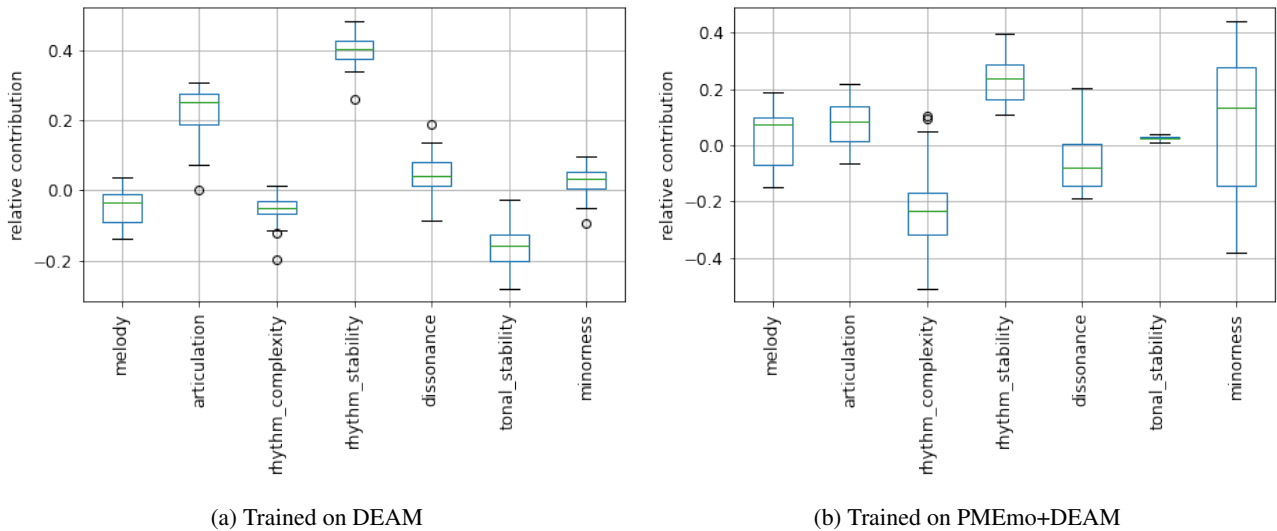 relative contribution
0.4
0.2
0.0
−0.2
melody
articulation
rhythm_complexity
rhythm_stability
dissonance
tonal_stability
minorness
(a) Trained on DEAM
relative contribution
0.4
0.2
0.0
−0.2
−0.4
melody
articulation
rhythm_complexity
rhythm_stability
dissonance
tonal_stability
minorness
(b) Trained on PMEmo+DEAM